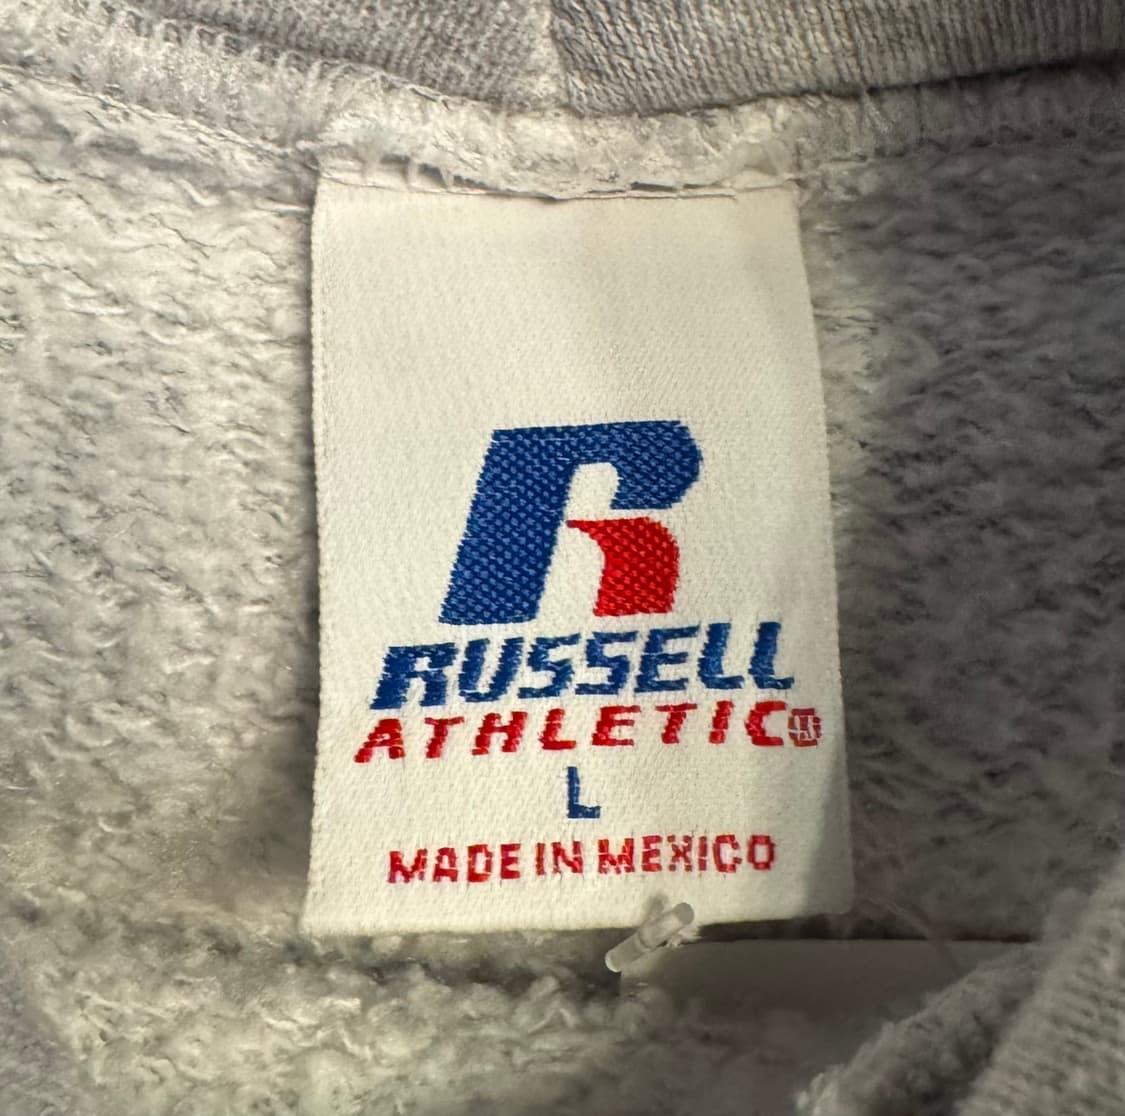 R
RUSSELL
ATHLETIC®
L
MADE IN MEXICO